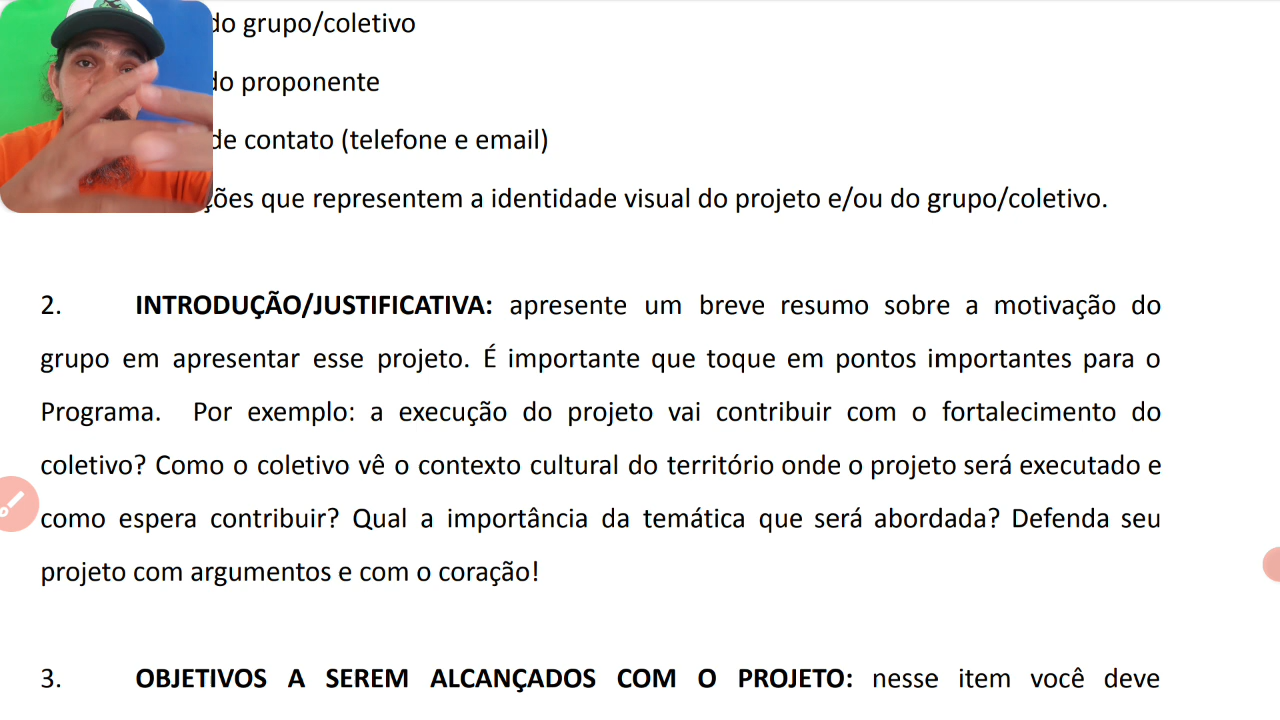 do grupo/coletivo
do proponente
de contato (telefone e email)
ções que representem a identidade visual do projeto e/ou do grupo/coletivo.
2. INTRODUÇÃO/JUSTIFICATIVA: apresente um breve resumo sobre a motivação do
grupo em apresentar esse projeto. É importante que toque em pontos importantes para o
Programa. Por exemplo: a execução do projeto vai contribuir com o fortalecimento do
coletivo? Como o coletivo vê o contexto cultural do território onde o projeto será executado e
como espera contribuir? Qual a importância da temática que será abordada? Defenda seu
projeto com argumentos e com o coração!
3. OBJETIVOS A SEREM ALCANÇADOS COM O PROJETO: nesse item você deve